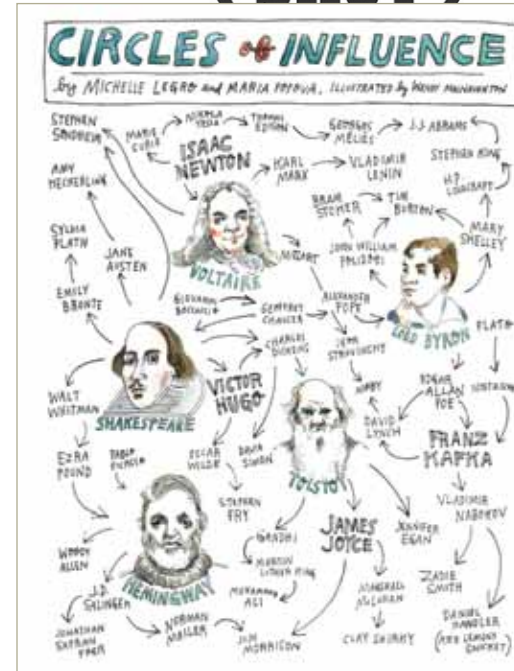 CIRCLES of INFLUENCE
by MICHELLE LEGRO and MARIA POPOVA, ILLUSTRATED by WENDY MACNAUGHTON
STEPHEN
SONDHEIM
MARIE
CURIE
NIKOLA
TESLA
THOMAS
EDISON
GEORGES
MÉLIÈS
J.J. ABRAMS
ISAAC
NEWTON
STEPHEN KING
AMY
HECKERLING
KARL
MARX
VLADIMIR
LENIN
H.P.
LOVECRAFT
BRAM
STOKER
TIM
BURTON
SYLVIA
PLATH
MARY
SHELLEY
JANE
AUSTEN
VOLTAIRE
MOZART
JOHN WILLIAM
POLIDORI
EMILY
BRONTE
GIOVANNI
BOCCACCIO
GEOFFREY
CHAUCER
ALEXANDER
POPE
LORD BYRON
PLATO
CHARLES
DICKENS
IGOR
STRAVINSKY
WALT
WHITMAN
SHAKESPEARE
VICTOR
HUGO
EDGAR
ALLAN
POE
DAVID
LYNCH
FRANZ
KAFKA
EZRA
POUND
PABLO
OSCAR
WILDE
DAVID
SIMON
TOLSTOY
STEPHEN
FRY
VLADIMIR
NABOKOV
JAMES
JOYCE
JENNIFER
EGAN
GANDHI
WOODY
ALLEN
HEMINGWAY
MARTIN
LUTHER KING
ZADIE
SMITH
J.D.
SALINGER
MUHAMMAD
ALI
MARSHALL
MCLUHAN
NORMAN
MAILER
JIM
MORRISON
CLAY SHIRKY
DANIEL
HANDLER
(AKA LEMONY
SNICKET)
JONATHAN
SAFRAN
FOER